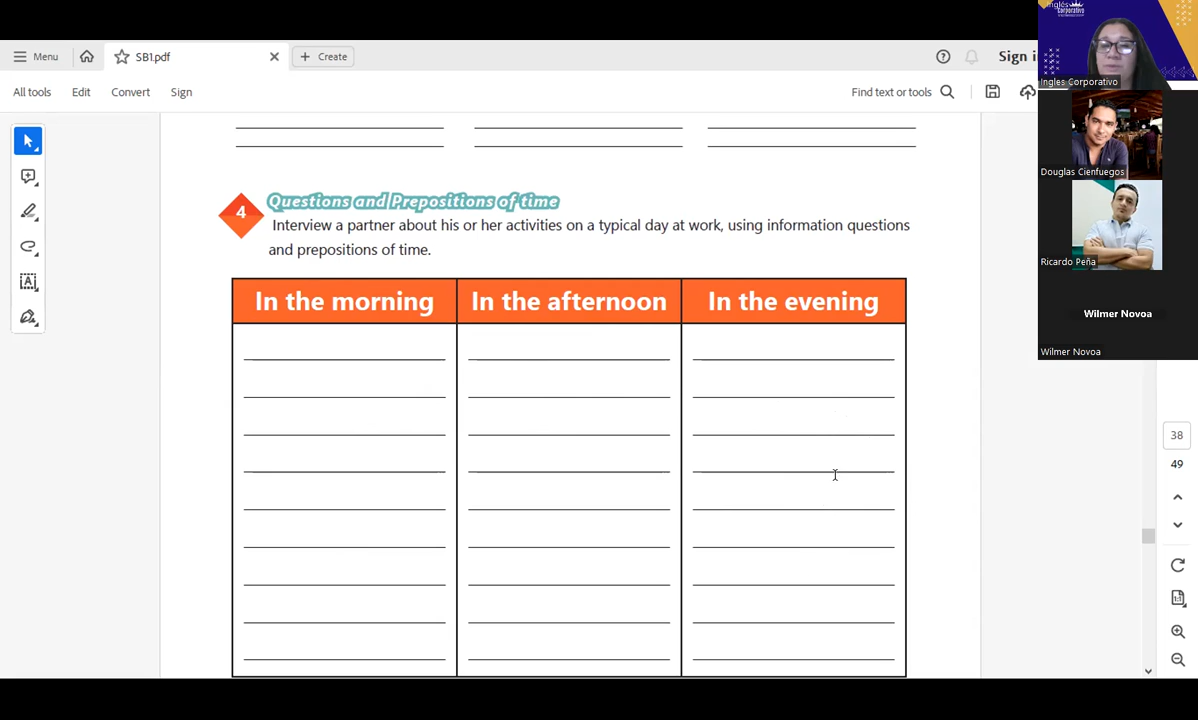 Inglés
Corporativo
Menu
SB1.pdf
Create
Sign i
All tools
Edit
Convert
Sign
Find text or tools
Ingles Corporativo
Douglas Cienfuegos
Ricardo Peña
Wilmer Novoa
Wilmer Novoa
4
Questions and Prepositions of time
Interview a partner about his or her activities on a typical day at work, using information questions
and prepositions of time.
In the morning
In the afternoon
In the evening
38
49